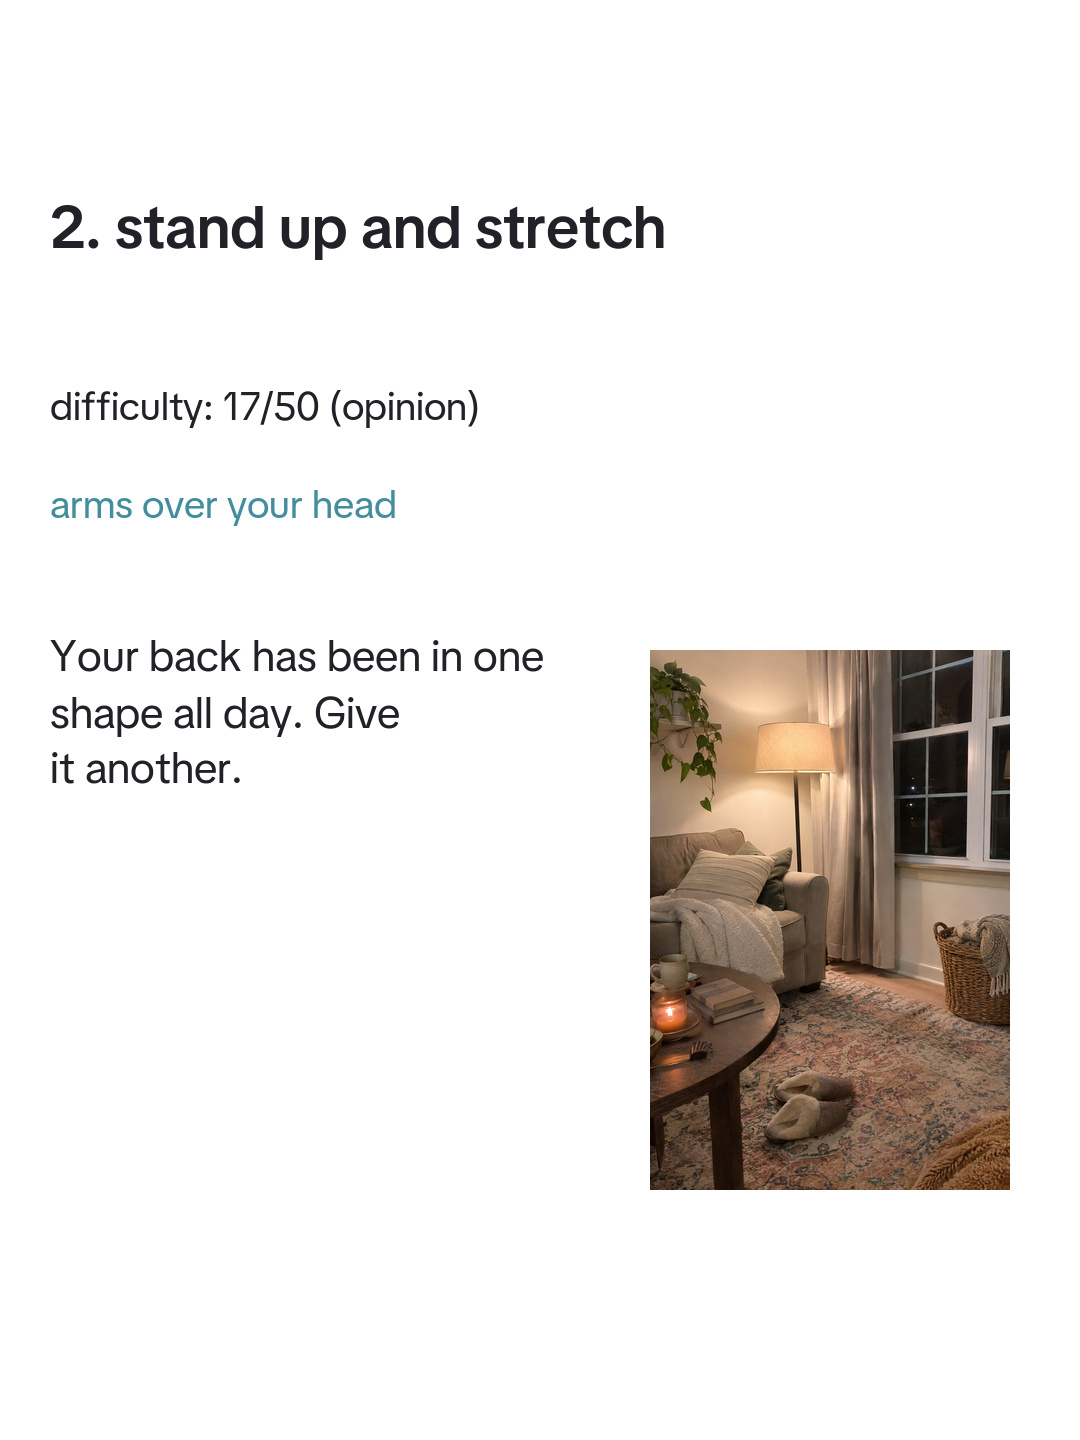 2. stand up and stretch
difficulty: 17/50 (opinion)
arms over your head
Your back has been in one
shape all day. Give
it another.